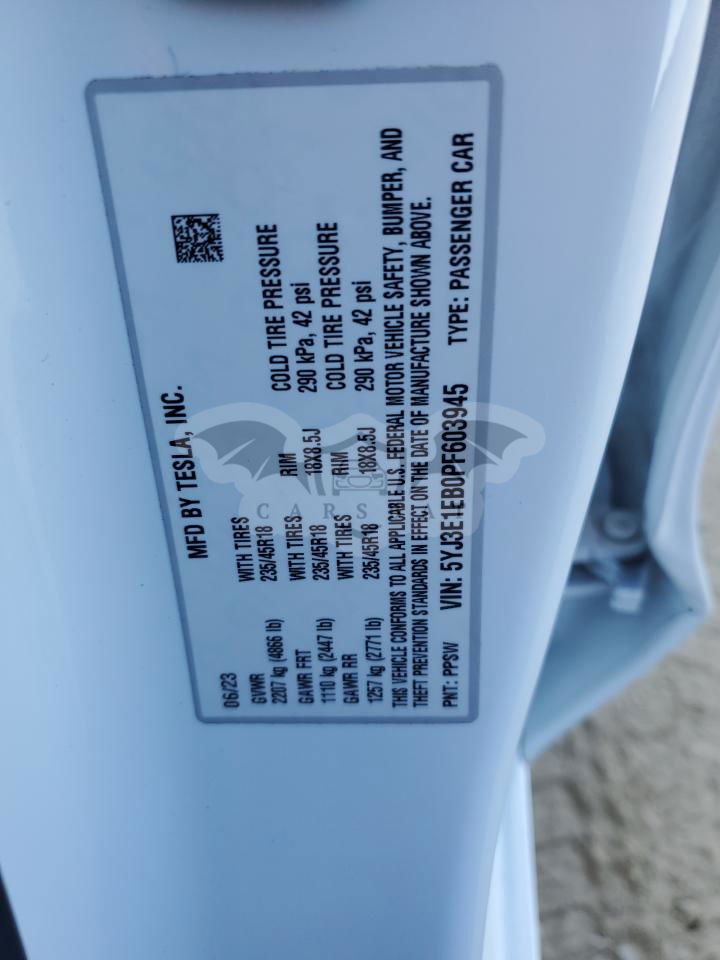 MFD BY TESLA, INC.
06/23
GVWR WITH TIRES RIM COLD TIRE PRESSURE
2207 kg (4866 lb) 235/45R18 18X8.5J 290 kPa, 42 psi
GAWR FRT WITH TIRES RIM COLD TIRE PRESSURE
1110 kg (2447 lb) 235/45R18 18X8.5J 290 kPa, 42 psi
GAWR RR WITH TIRES
1257 kg (2771 lb) 235/45R18
THIS VEHICLE CONFORMS TO ALL APPLICABLE U.S. FEDERAL MOTOR VEHICLE SAFETY, BUMPER, AND
THEFT PREVENTION STANDARDS IN EFFECT ON THE DATE OF MANUFACTURE SHOWN ABOVE.
PNT: PPSW VIN: 5YJ3E1EB0PF603945 TYPE: PASSENGER CAR
CARS